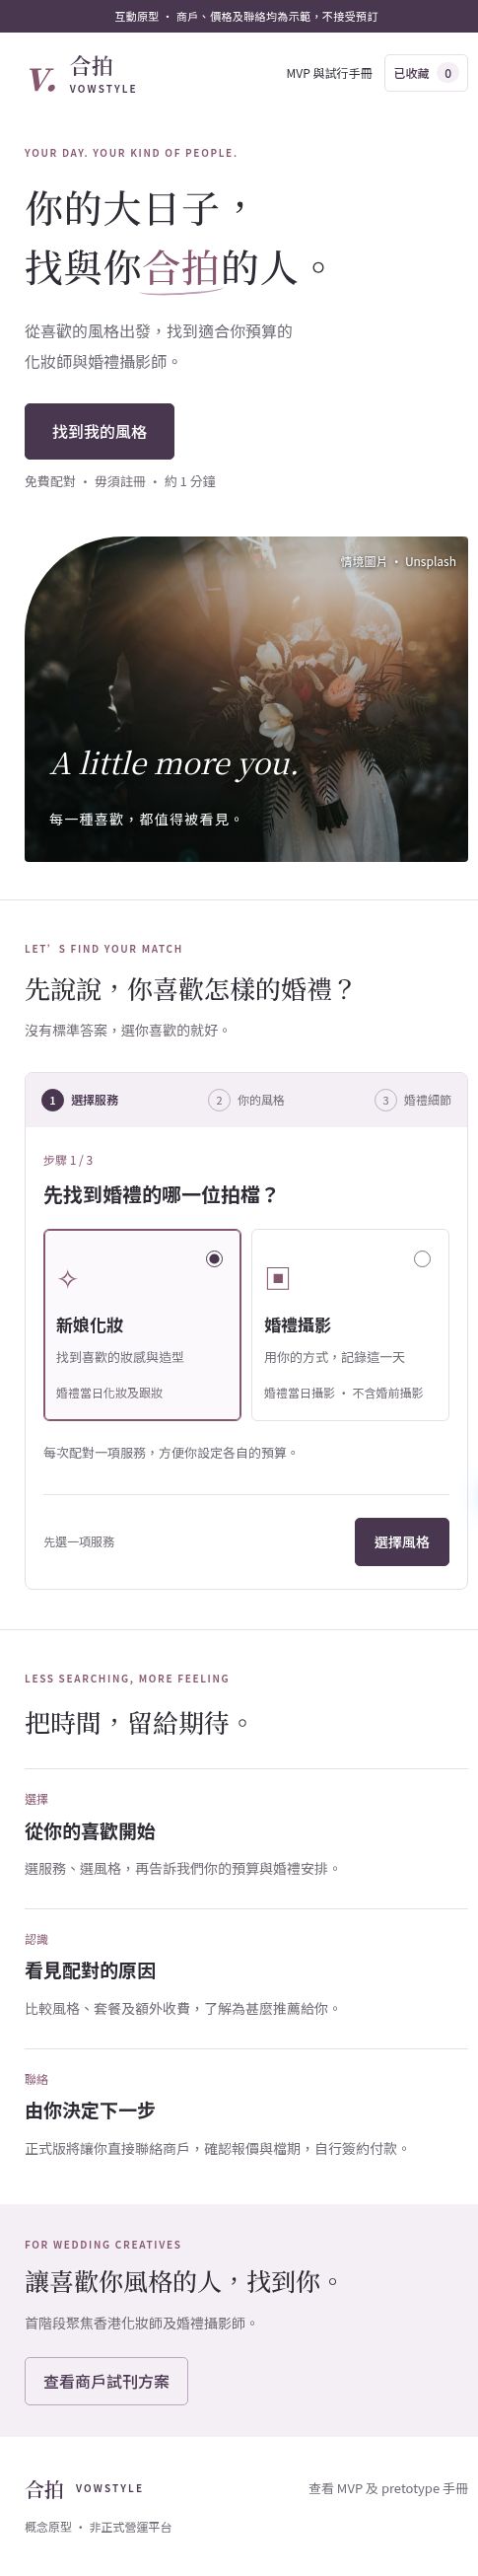 互動原型 · 商戶、價格及聯絡均為示範，不接受預訂
v. 合拍
VOWSTYLE
MVP 與試行手冊
已收藏 0
YOUR DAY. YOUR KIND OF PEOPLE.
你的大日子，
找與你合拍的人。
從喜歡的風格出發，找到適合你預算的
化妝師與婚禮攝影師。
找到我的風格
免費配對 · 毋須註冊 · 約 1 分鐘
情境圖片 · Unsplash
A little more you.
每一種喜歡，都值得被看見。
LET’S FIND YOUR MATCH
先說說，你喜歡怎樣的婚禮？
沒有標準答案，選你喜歡的就好。
1 選擇服務
2 你的風格
3 婚禮細節
步驟 1 / 3
先找到婚禮的哪一位拍檔？
新娘化妝
找到喜歡的妝感與造型
婚禮當日化妝及跟妝
婚禮攝影
用你的方式，記錄這一天
婚禮當日攝影 · 不含婚前攝影
每次配對一項服務，方便你設定各自的預算。
先選一項服務
選擇風格
LESS SEARCHING, MORE FEELING
把時間，留給期待。
選擇
從你的喜歡開始
選服務、選風格，再告訴我們你的預算與婚禮安排。
認識
看見配對的原因
比較風格、套餐及額外收費，了解為甚麼推薦給你。
聯絡
由你決定下一步
正式版將讓你直接聯絡商戶，確認報價與檔期，自行簽約付款。
FOR WEDDING CREATIVES
讓喜歡你風格的人，找到你。
首階段聚焦香港化妝師及婚禮攝影師。
查看商戶試刊方案
合拍 VOWSTYLE
查看 MVP 及 pretotype 手冊
概念原型 · 非正式營運平台